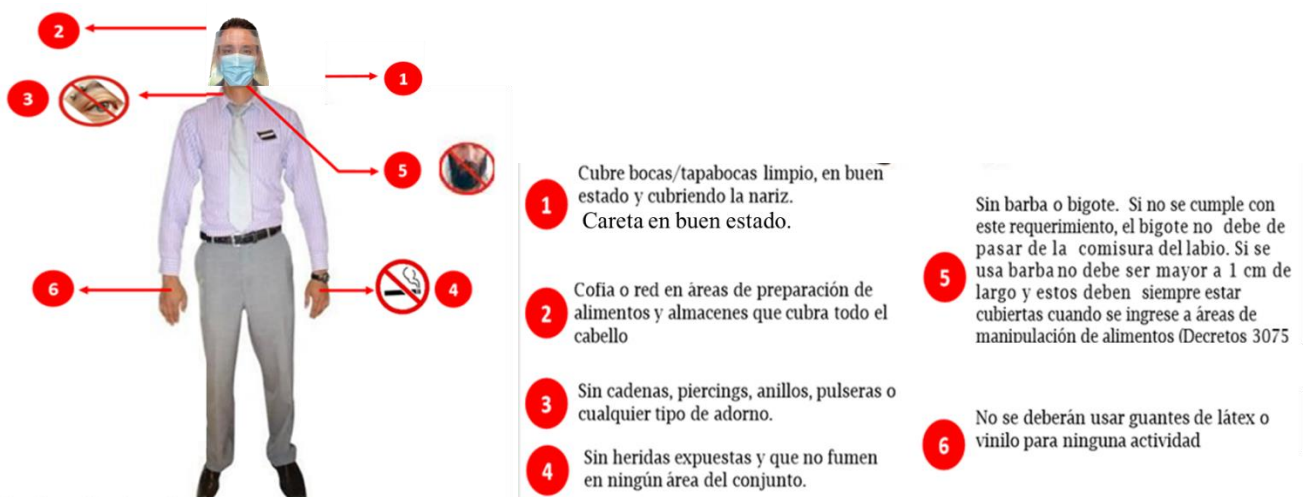 2
3
1
5
6
4
1
Cubre bocas/tapabocas limpio, en buen
estado y cubriendo la nariz.
Careta en buen estado.
2
Cofia o red en áreas de preparación de
alimentos y almacenes que cubra todo el
cabello
3
Sin cadenas, piercings, anillos, pulseras o
cualquier tipo de adorno.
4
Sin heridas expuestas y que no fumen
en ningún área del conjunto.
5
Sin barba o bigote. Si no se cumple con
este requerimiento, el bigote no debe de
pasar de la comisura del labio. Si se
usa barba no debe ser mayor a 1 cm de
largo y estos deben siempre estar
cubiertas cuando se ingrese a áreas de
manipulación de alimentos (Decretos 3075
6
No se deberán usar guantes de látex o
vinilo para ninguna actividad